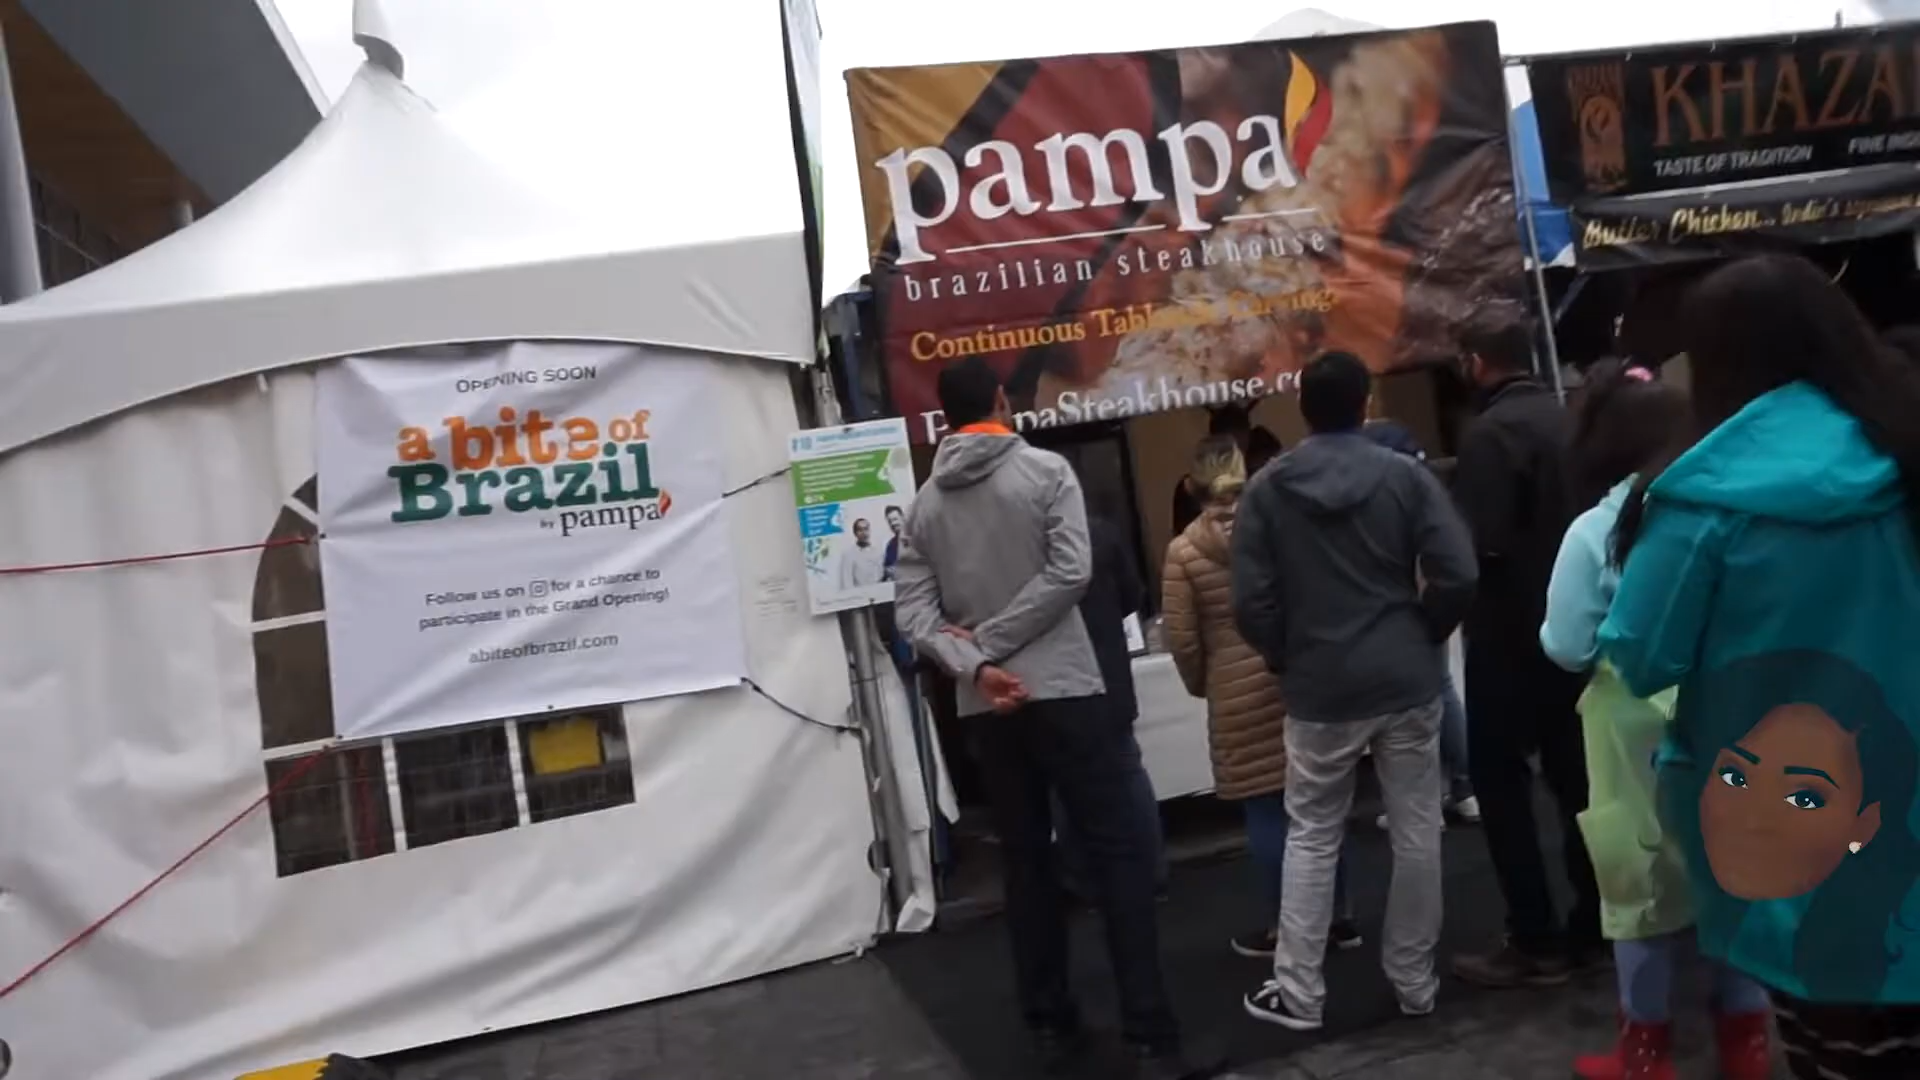 OPENING SOON
a bite of
Brazil
by pampa
Follow us on for a chance to
participate in the Grand Opening!
abiteofbrazil.com
pampa
brazilian steakhouse
Continuous Tableside Carving
PampaSteakhouse.co
KHAZA
TASTE OF TRADITION
Butter Chicken... India's